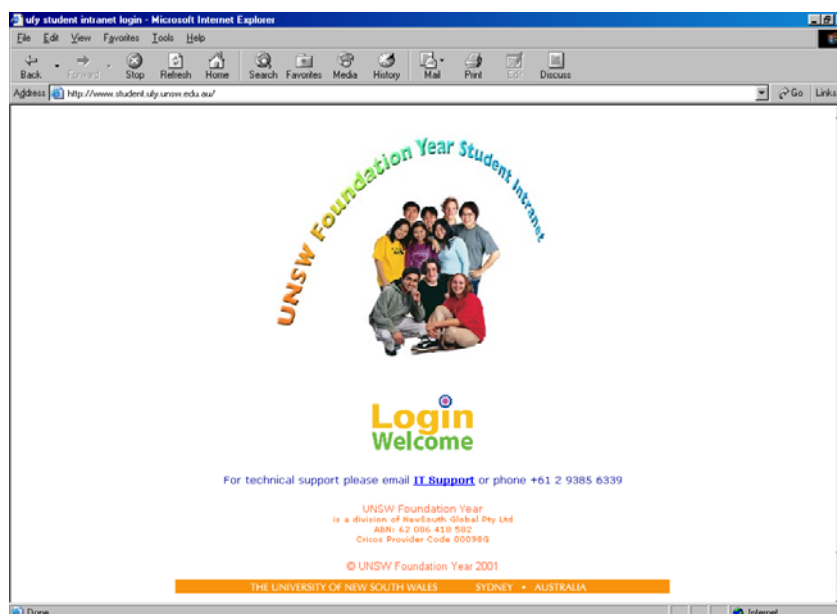 ufy student intranet login - Microsoft Internet Explorer
File Edit View Favorites Tools Help
Back Forward Stop Refresh Home Search Favorites Media History Mail Print Edit Discuss
Address http://www.student.ufy.unsw.edu.au/ Go Links
UNSW Foundation Year Student Intranet
Login
Welcome
For technical support please email IT Support or phone +61 2 9385 6339
UNSW Foundation Year
is a division of NewSouth Global Pty Ltd
ABN: 62 086 418 582
Cricos Provider Code 00098G
© UNSW Foundation Year 2001
THE UNIVERSITY OF NEW SOUTH WALES SYDNEY • AUSTRALIA
Done Internet